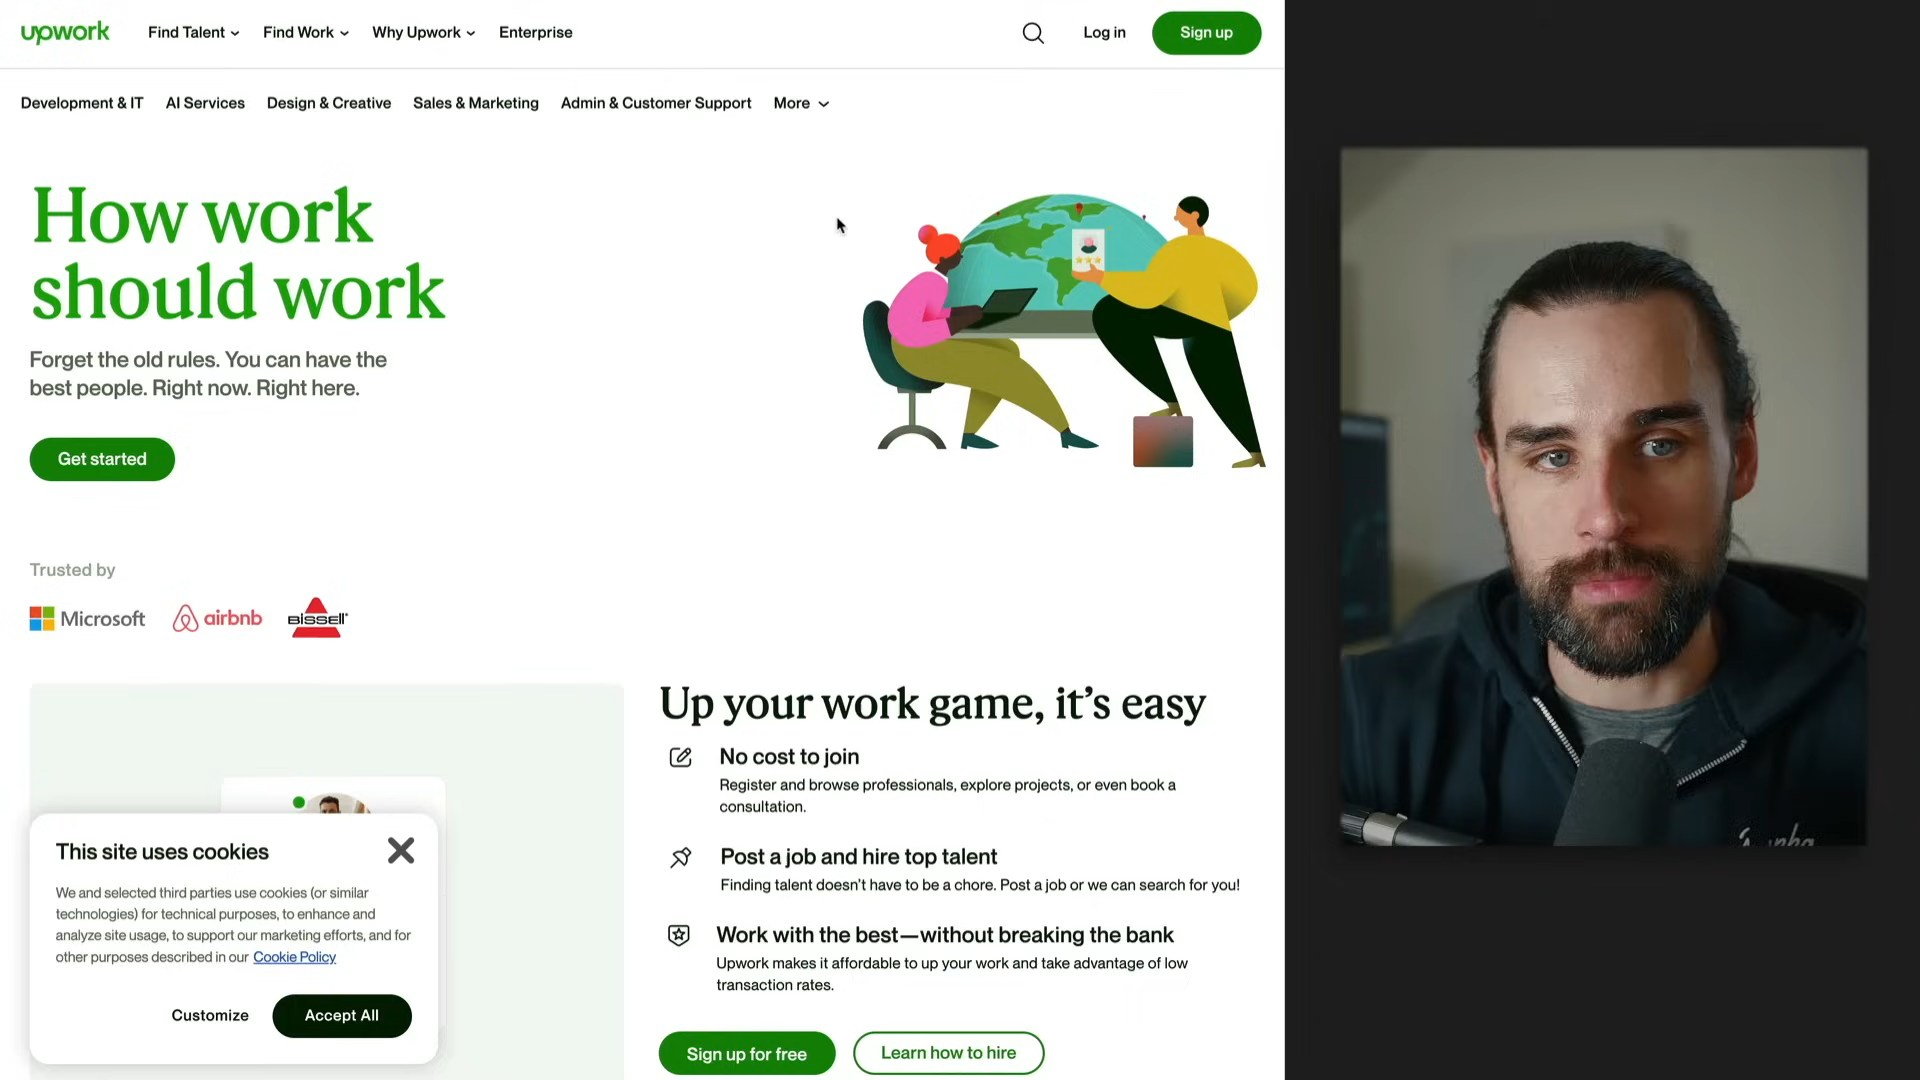 upwork
Find Talent
Find Work
Why Upwork
Enterprise
Log in
Sign up
Development & IT
AI Services
Design & Creative
Sales & Marketing
Admin & Customer Support
More
How work
should work
Forget the old rules. You can have the
best people. Right now. Right here.
Get started
Trusted by
Microsoft
airbnb
BISSELL
Up your work game, it's easy
No cost to join
Register and browse professionals, explore projects, or even book a
consultation.
Post a job and hire top talent
Finding talent doesn't have to be a chore. Post a job or we can search for you!
Work with the best—without breaking the bank
Upwork makes it affordable to up your work and take advantage of low
transaction rates.
Sign up for free
Learn how to hire
This site uses cookies
We and selected third parties use cookies (or similar
technologies) for technical purposes, to enhance and
analyze site usage, to support our marketing efforts, and for
other purposes described in our Cookie Policy
Customize
Accept All